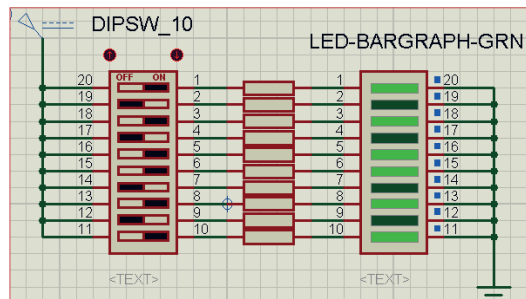 DIPSW_10
LED-BARGRAPH-GRN
OFF ON
20 1 1 20
19 2 2 19
18 3 3 18
17 4 4 17
16 5 5 16
15 6 6 15
14 7 7 14
13 8 8 13
12 9 9 12
11 10 10 11
<TEXT> <TEXT>